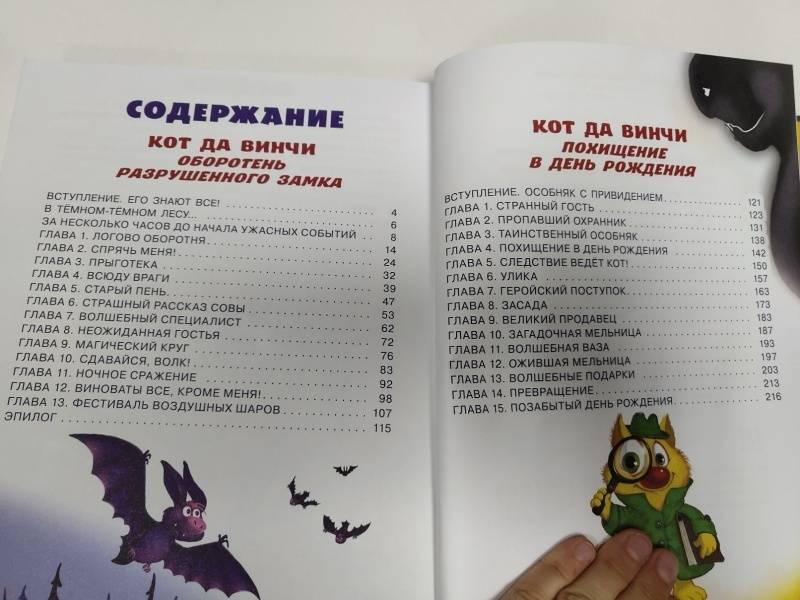 СОДЕРЖАНИЕ
КОТ ДА ВИНЧИ
ОБОРОТЕНЬ
РАЗРУШЕННОГО ЗАМКА
ВСТУПЛЕНИЕ. ЕГО ЗНАЮТ ВСЕ! 4
В ТЁМНОМ-ТЁМНОМ ЛЕСУ... 6
ЗА НЕСКОЛЬКО ЧАСОВ ДО НАЧАЛА УЖАСНЫХ СОБЫТИЙ 8
ГЛАВА 1. ЛОГОВО ОБОРОТНЯ 14
ГЛАВА 2. СПРЯЧЬ МЕНЯ! 24
ГЛАВА 3. ПРЫГОТЕКА 32
ГЛАВА 4. ВСЮДУ ВРАГИ 39
ГЛАВА 5. СТАРЫЙ ПЕНЬ 47
ГЛАВА 6. СТРАШНЫЙ РАССКАЗ СОВЫ 53
ГЛАВА 7. ВОЛШЕБНЫЙ СПЕЦИАЛИСТ 62
ГЛАВА 8. НЕОЖИДАННАЯ ГОСТЬЯ 72
ГЛАВА 9. МАГИЧЕСКИЙ КРУГ 76
ГЛАВА 10. СДАВАЙСЯ, ВОЛК! 83
ГЛАВА 11. НОЧНОЕ СРАЖЕНИЕ 92
ГЛАВА 12. ВИНОВАТЫ ВСЕ, КРОМЕ МЕНЯ! 98
ГЛАВА 13. ФЕСТИВАЛЬ ВОЗДУШНЫХ ШАРОВ 107
ЭПИЛОГ 115
КОТ ДА ВИНЧИ
ПОХИЩЕНИЕ
В ДЕНЬ РОЖДЕНИЯ
ВСТУПЛЕНИЕ. ОСОБНЯК С ПРИВИДЕНИЕМ 121
ГЛАВА 1. СТРАННЫЙ ГОСТЬ 123
ГЛАВА 2. ПРОПАВШИЙ ОХРАННИК 131
ГЛАВА 3. ТАИНСТВЕННЫЙ ОСОБНЯК 138
ГЛАВА 4. ПОХИЩЕНИЕ В ДЕНЬ РОЖДЕНИЯ 142
ГЛАВА 5. СЛЕДСТВИЕ ВЕДЁТ КОТ! 150
ГЛАВА 6. УЛИКА 157
ГЛАВА 7. ГЕРОЙСКИЙ ПОСТУПОК 163
ГЛАВА 8. ЗАСАДА 173
ГЛАВА 9. ВЕЛИКИЙ ПРОДАВЕЦ 183
ГЛАВА 10. ЗАГАДОЧНАЯ МЕЛЬНИЦА 187
ГЛАВА 11. ВОЛШЕБНАЯ ВАЗА 193
ГЛАВА 12. ОЖИВШАЯ МЕЛЬНИЦА 197
ГЛАВА 13. ВОЛШЕБНЫЕ ПОДАРКИ 203
ГЛАВА 14. ПРЕВРАЩЕНИЕ 213
ГЛАВА 15. ПОЗАБЫТЫЙ ДЕНЬ РОЖДЕНИЯ 216